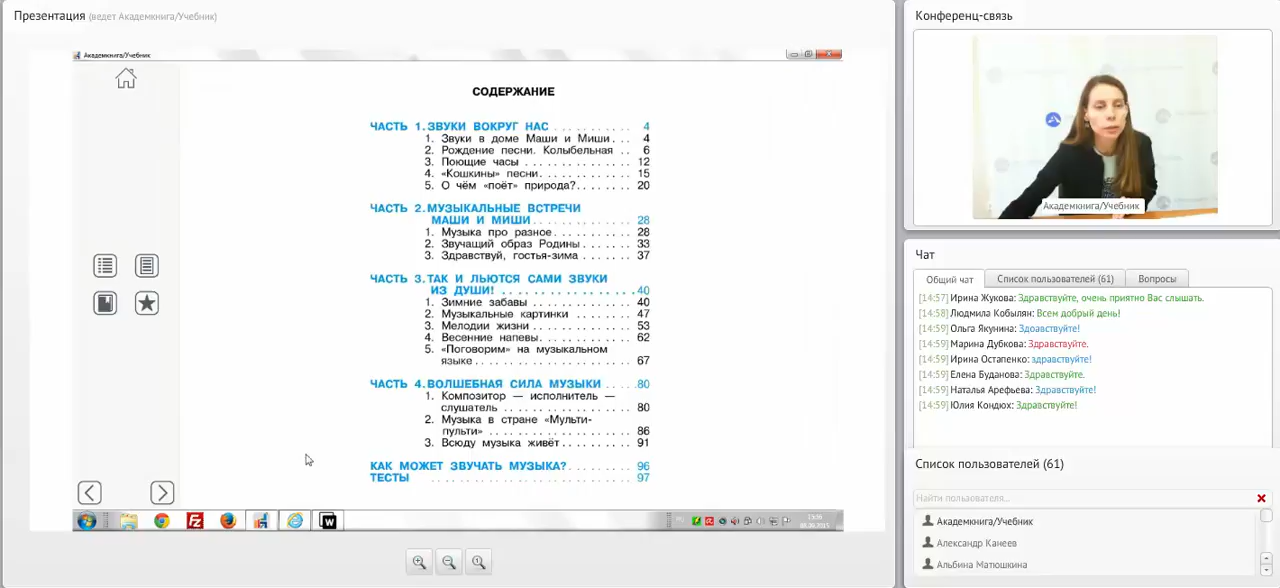 Презентация (ведет Академкнига/Учебник)
Академкнига/Учебник
СОДЕРЖАНИЕ
ЧАСТЬ 1. ЗВУКИ ВОКРУГ НАС . . . . . . . . . . 4
1. Звуки в доме Маши и Миши . . . 4
2. Рождение песни. Колыбельная . . 6
3. Поющие часы . . . . . . . . . . . . . 12
4. «Кошкины» песни. . . . . . . . . . . 15
5. О чём «поёт» природа?. . . . . . . 20
ЧАСТЬ 2. МУЗЫКАЛЬНЫЕ ВСТРЕЧИ
МАШИ И МИШИ . . . . . . . . . . . . . 28
1. Музыка про разное . . . . . . . . . . 28
2. Звучащий образ Родины . . . . . . 33
3. Здравствуй, гостья-зима . . . . . . 37
ЧАСТЬ 3. ТАК И ЛЬЮТСЯ САМИ ЗВУКИ
ИЗ ДУШИ! . . . . . . . . . . . . . . . . . 40
1. Зимние забавы . . . . . . . . . . . . . 40
2. Музыкальные картинки . . . . . . . 47
3. Мелодии жизни . . . . . . . . . . . . 53
4. Весенние напевы. . . . . . . . . . . . 62
5. «Поговорим» на музыкальном
языке . . . . . . . . . . . . . . . . . . . . 67
ЧАСТЬ 4. ВОЛШЕБНАЯ СИЛА МУЗЫКИ . . . . 80
1. Композитор — исполнитель —
слушатель . . . . . . . . . . . . . . . . 80
2. Музыка в стране «Мульти-
пульти» . . . . . . . . . . . . . . . . . . 86
3. Всюду музыка живёт . . . . . . . . . 91
КАК МОЖЕТ ЗВУЧАТЬ МУЗЫКА? . . . . . . . . 96
ТЕСТЫ . . . . . . . . . . . . . . . . . . . . . . . . 97
Конференц-связь
Академкнига/Учебник
Чат
Общий чат Список пользователей (61) Вопросы
[14:57] Ирина Жукова: Здравствуйте, очень приятно Вас слышать.
[14:58] Людмила Кобылян: Всем добрый день!
[14:59] Ольга Якунина: Здоавствуйте!
[14:59] Марина Дубкова: Здравствуйте.
[14:59] Ирина Остапенко: здравствуйте!
[14:59] Елена Буданова: Здравствуйте.
[14:59] Наталья Арефьева: Здравствуйте!
[14:59] Юлия Кондюх: Здравствуйте!
Список пользователей (61)
Найти пользователя...
Академкнига/Учебник
Александр Канеев
Альбина Матюшкина